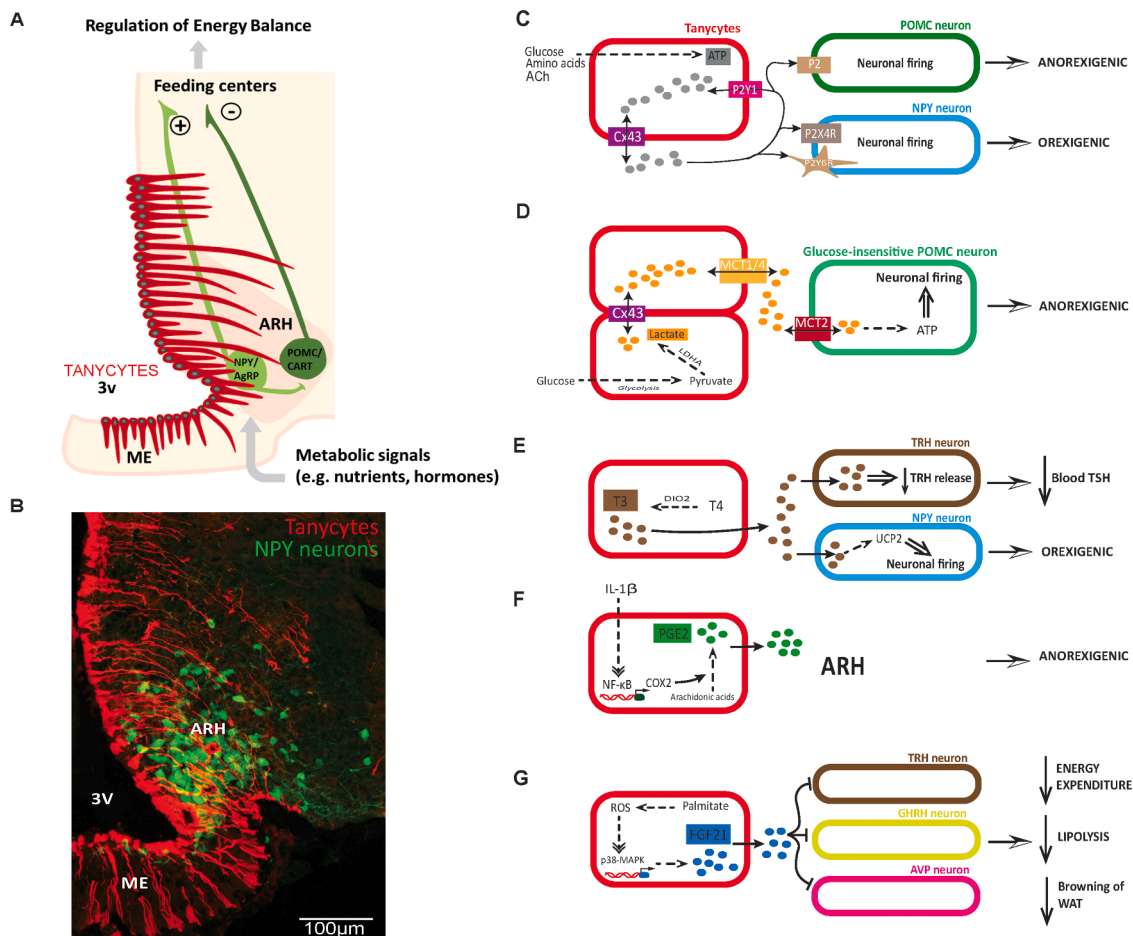 A
Regulation of Energy Balance
Feeding centers
+
-
ARH
POMC/
CART
NPY/
AgRP
TANYCYTES
3v
ME
Metabolic signals
(e.g. nutrients, hormones)
B
Tanycytes
NPY neurons
ARH
3V
ME
100µm
C
Tanycytes
POMC neuron
Glucose
Amino acids
ACh
ATP
P2Y1
P2
Neuronal firing
ANOREXIGENIC
NPY neuron
Cx43
P2X4R
P2Y6R
Neuronal firing
OREXIGENIC
D
MCT1/4
Glucose-insensitive POMC neuron
Neuronal firing
Cx43
MCT2
ATP
ANOREXIGENIC
Lactate
LDHA
Glucose
Glycolysis
Pyruvate
E
TRH neuron
T3
DIO2
T4
TRH release
Blood TSH
NPY neuron
UCP2
Neuronal firing
OREXIGENIC
F
IL-1β
PGE2
NF-κB
COX2
Arachidonic acids
ARH
ANOREXIGENIC
G
TRH neuron
ROS
Palmitate
FGF21
p38-MAPK
ENERGY
EXPENDITURE
GHRH neuron
LIPOLYSIS
AVP neuron
Browning of
WAT